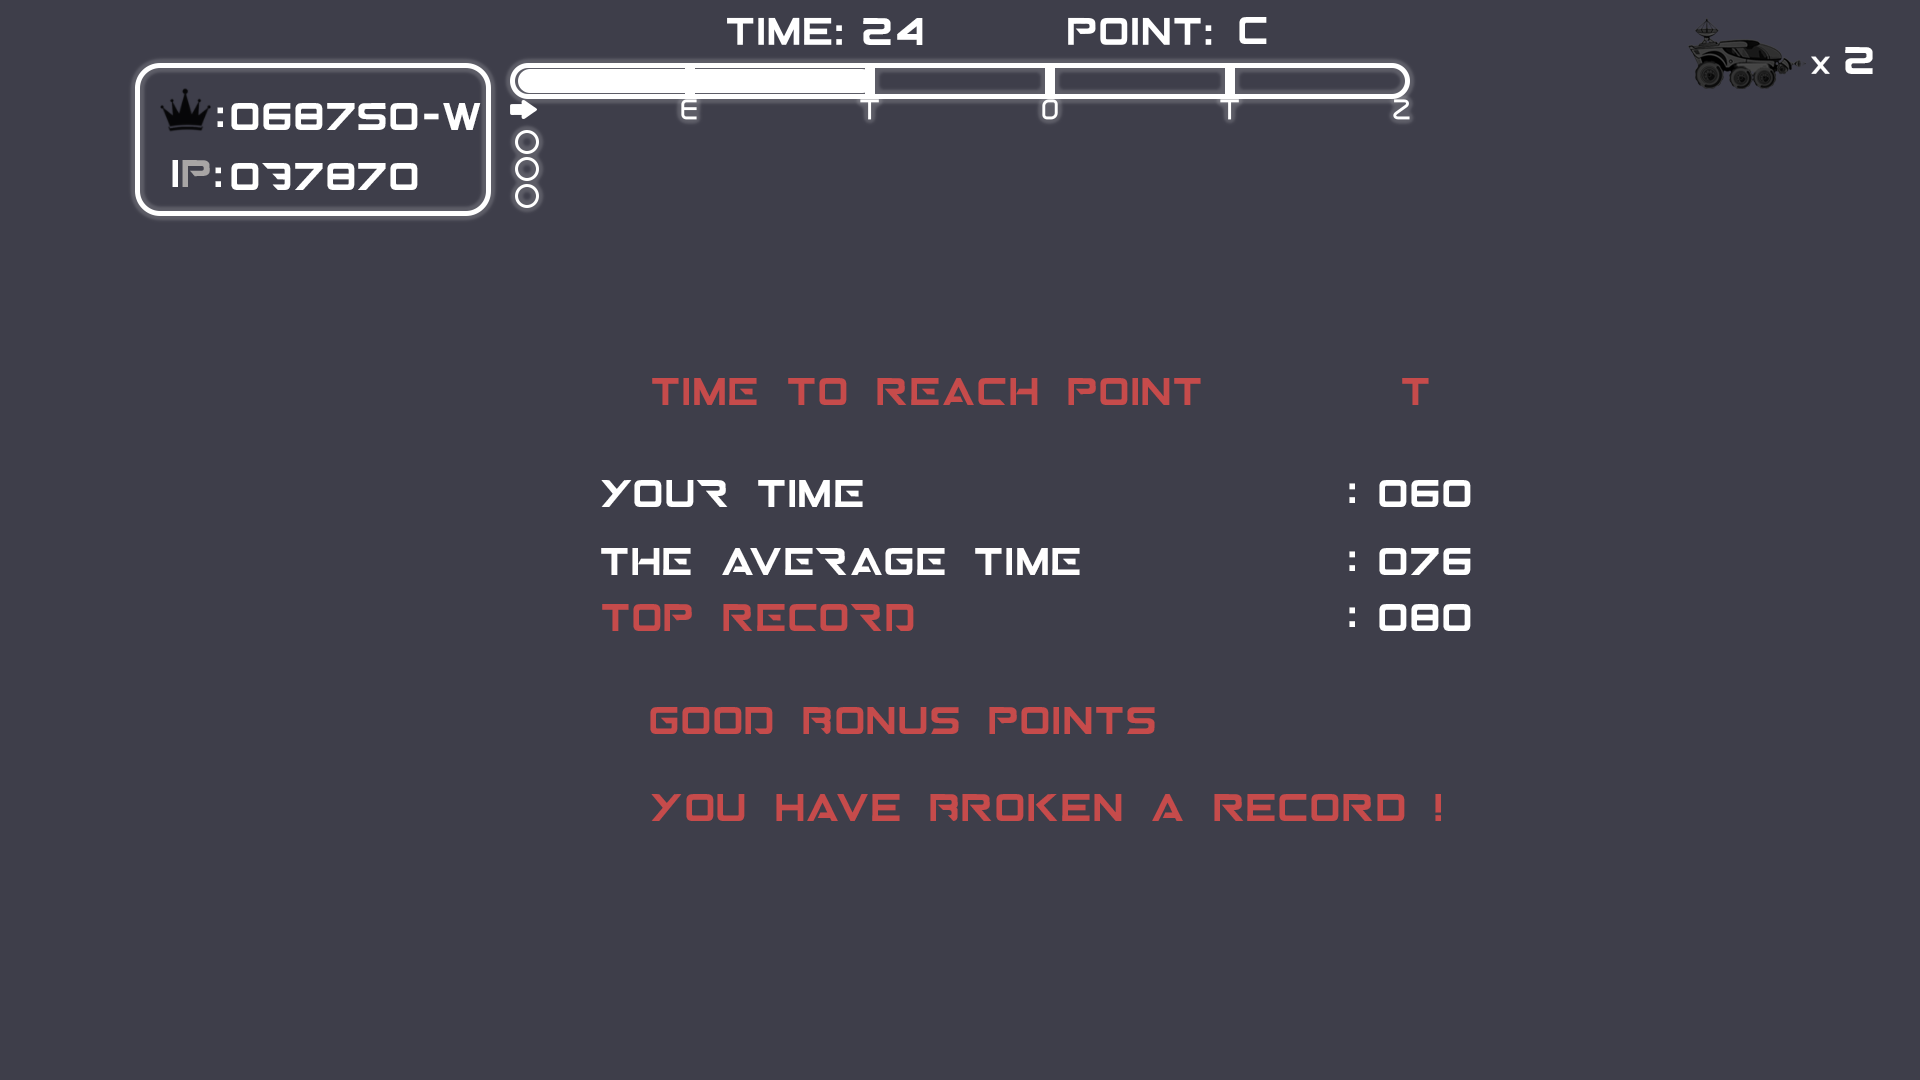 TIME: 24 POINT: C
x 2
:068750-W
E T O T Z
IP:037870
TIME TO REACH POINT T
YOUR TIME : 060
THE AVERAGE TIME : 076
TOP RECORD : 080
GOOD BONUS POINTS
YOU HAVE BROKEN A RECORD !